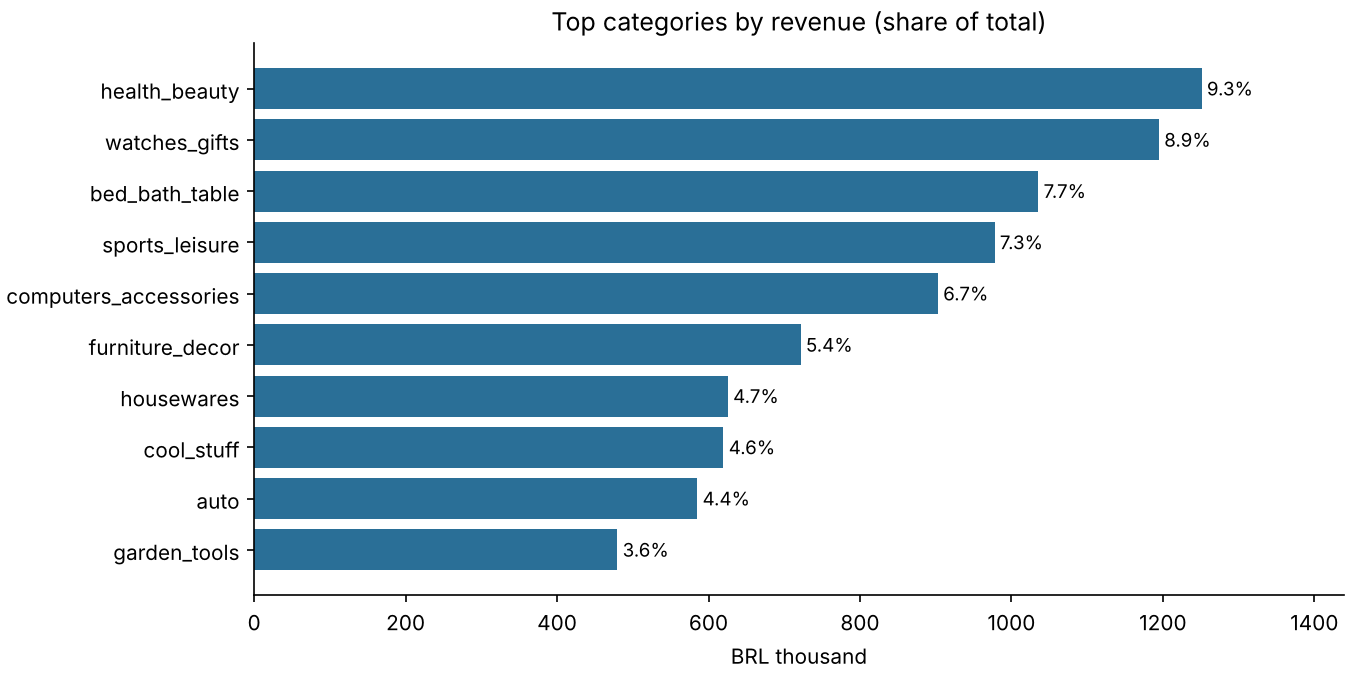 Top categories by revenue (share of total)
health_beauty 9.3%
watches_gifts 8.9%
bed_bath_table 7.7%
sports_leisure 7.3%
computers_accessories 6.7%
furniture_decor 5.4%
housewares 4.7%
cool_stuff 4.6%
auto 4.4%
garden_tools 3.6%
0 200 400 600 800 1000 1200 1400
BRL thousand